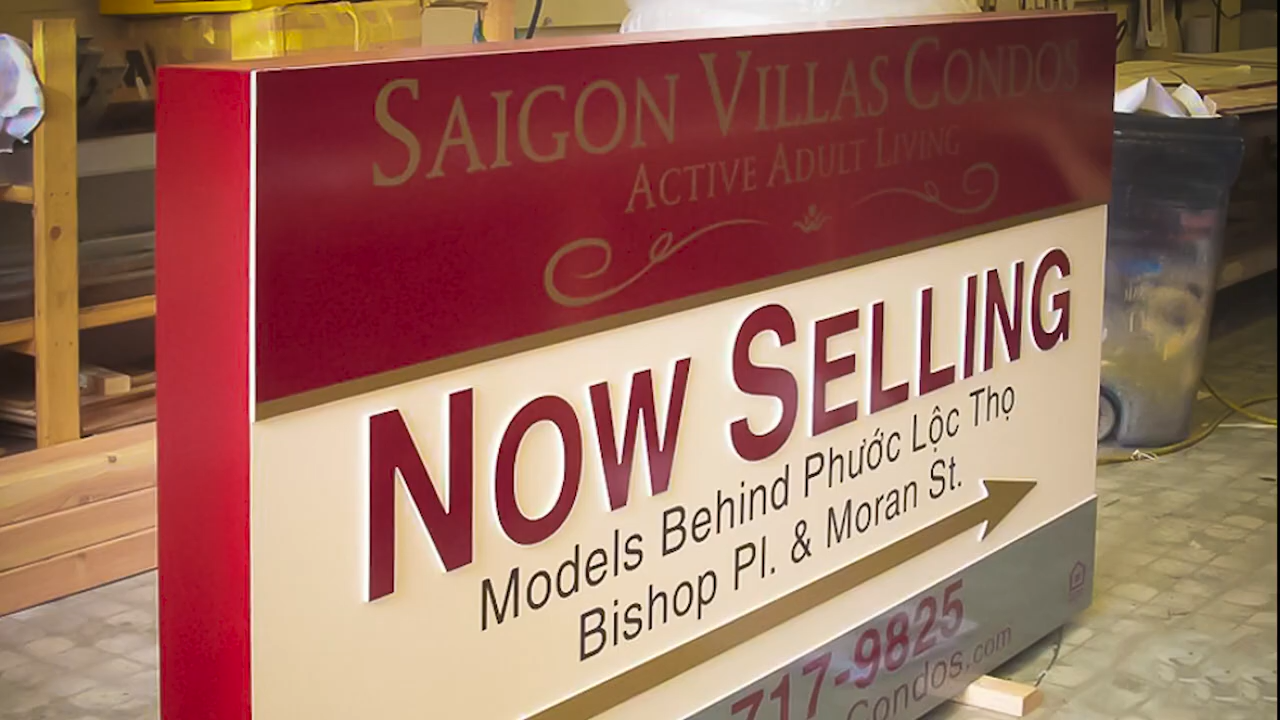 SAIGON VILLAS CONDOS
ACTIVE ADULT LIVING
NOW SELLING
Models Behind Phước Lộc Thọ
Bishop Pl. & Moran St.
717-9825
Condos.com